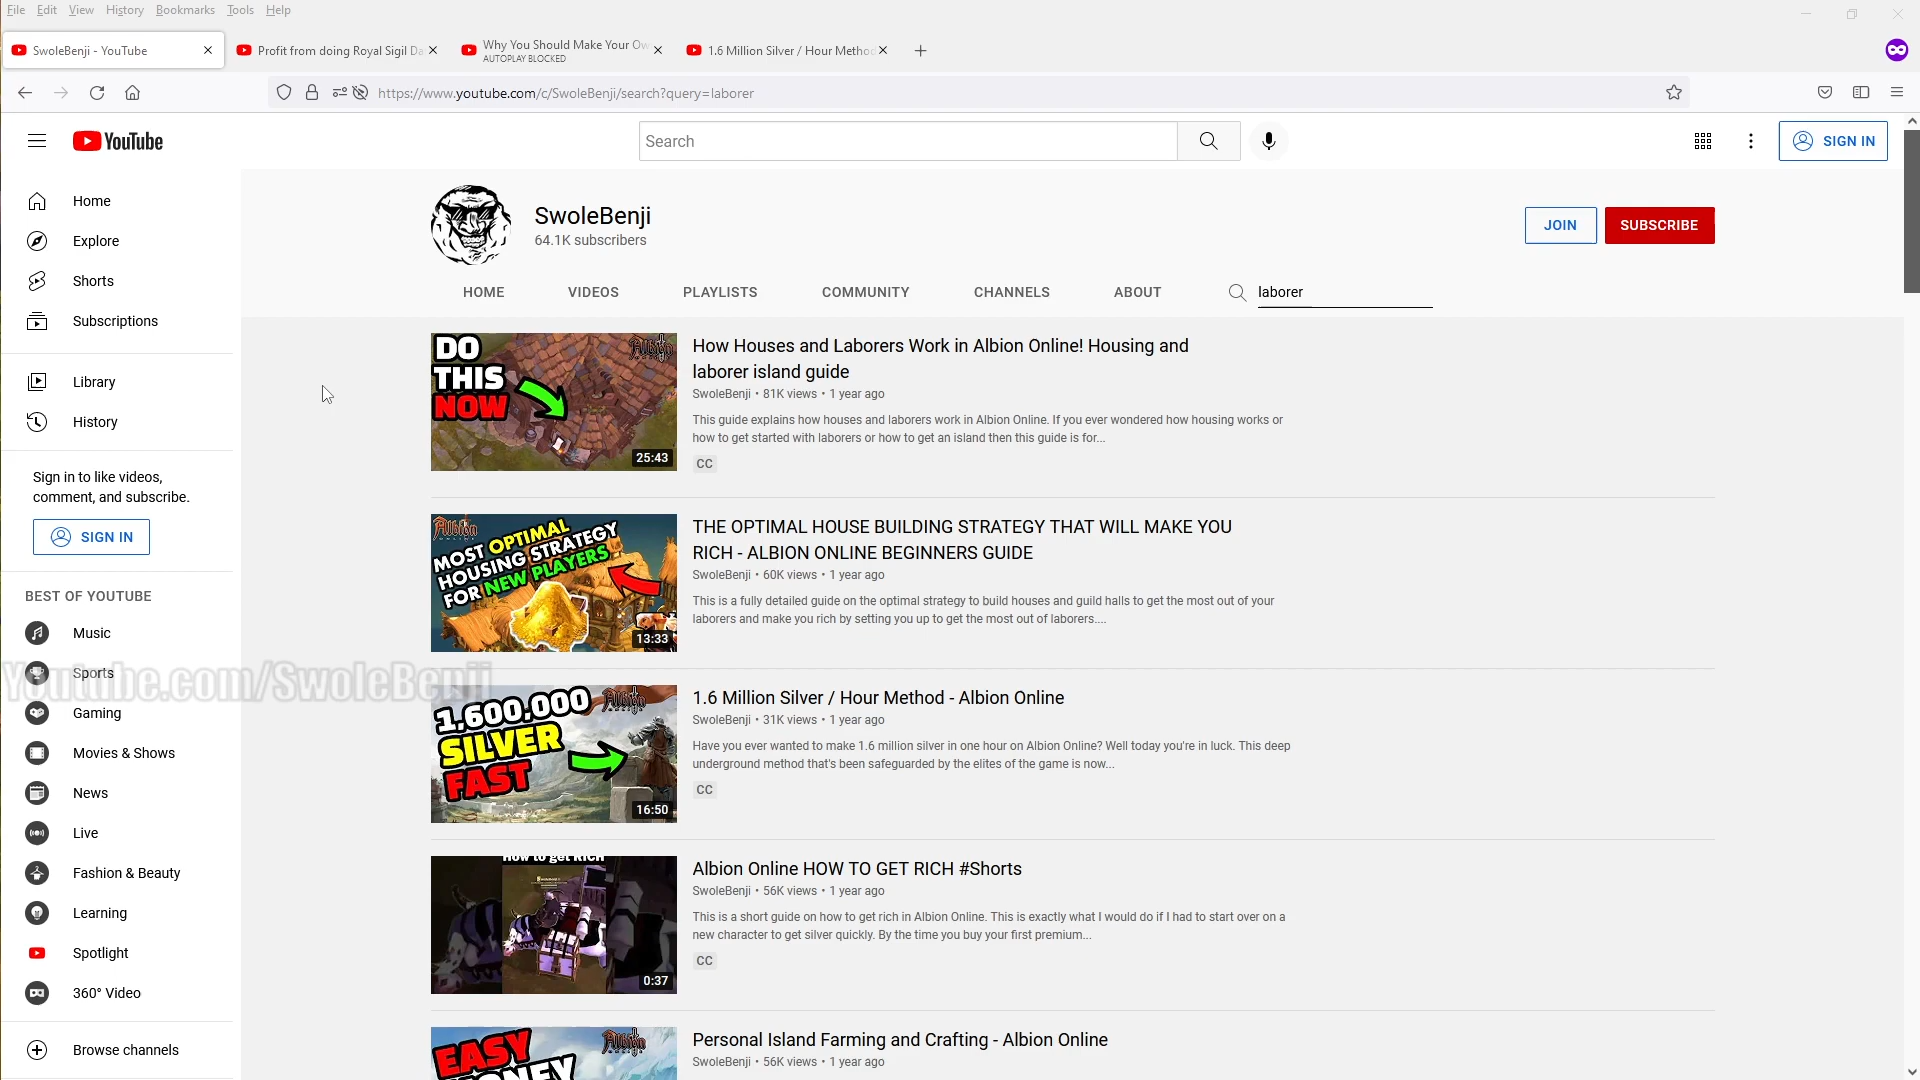 File Edit View History Bookmarks Tools Help
SwoleBenji - YouTube
Profit from doing Royal Sigil Da
Why You Should Make Your Ow
AUTOPLAY BLOCKED
1.6 Million Silver / Hour Method
https://www.youtube.com/c/SwoleBenji/search?query=laborer
YouTube
Search
SIGN IN
Home
Explore
Shorts
Subscriptions
Library
History
Sign in to like videos,
comment, and subscribe.
SIGN IN
BEST OF YOUTUBE
Music
Sports
Gaming
Movies & Shows
News
Live
Fashion & Beauty
Learning
Spotlight
360° Video
Browse channels
Youtube.com/SwoleBenji
SwoleBenji
64.1K subscribers
JOIN
SUBSCRIBE
HOME VIDEOS PLAYLISTS COMMUNITY CHANNELS ABOUT laborer
DO
THIS
NOW
Albion
25:43
How Houses and Laborers Work in Albion Online! Housing and
laborer island guide
SwoleBenji • 81K views • 1 year ago
This guide explains how houses and laborers work in Albion Online. If you ever wondered how housing works or
how to get started with laborers or how to get an island then this guide is for...
CC
Albion
ONLINE
MOST OPTIMAL
HOUSING STRATEGY
FOR NEW PLAYERS
13:33
THE OPTIMAL HOUSE BUILDING STRATEGY THAT WILL MAKE YOU
RICH - ALBION ONLINE BEGINNERS GUIDE
SwoleBenji • 60K views • 1 year ago
This is a fully detailed guide on the optimal strategy to build houses and guild halls to get the most out of your
laborers and make you rich by setting you up to get the most out of laborers....
1,600,000
SILVER
FAST
Albion
16:50
1.6 Million Silver / Hour Method - Albion Online
SwoleBenji • 31K views • 1 year ago
Have you ever wanted to make 1.6 million silver in one hour on Albion Online? Well today you're in luck. This deep
underground method that's been safeguarded by the elites of the game is now...
CC
How to get RICH
0:37
Albion Online HOW TO GET RICH #Shorts
SwoleBenji • 56K views • 1 year ago
This is a short guide on how to get rich in Albion Online. This is exactly what I would do if I had to start over on a
new character to get silver quickly. By the time you buy your first premium...
CC
EASY
MONEY
Albion
Personal Island Farming and Crafting - Albion Online
SwoleBenji • 56K views • 1 year ago